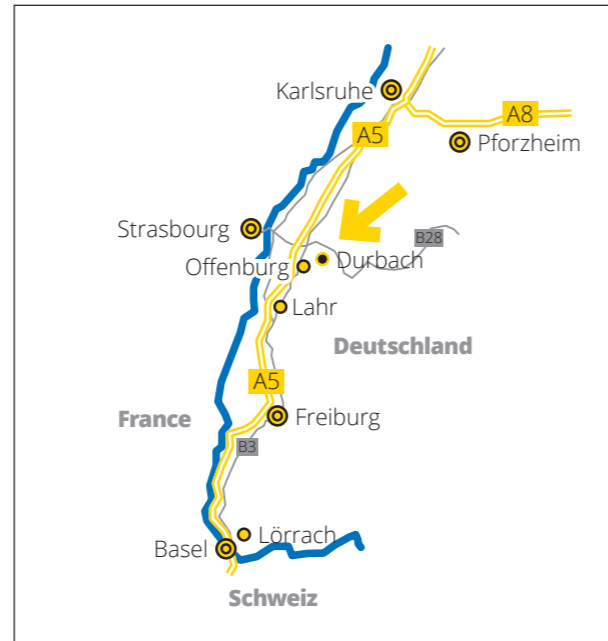 Karlsruhe
A8
A5
Pforzheim
Strasbourg
B28
Offenburg
Durbach
Lahr
Deutschland
A5
France
Freiburg
B3
Lörrach
Basel
Schweiz